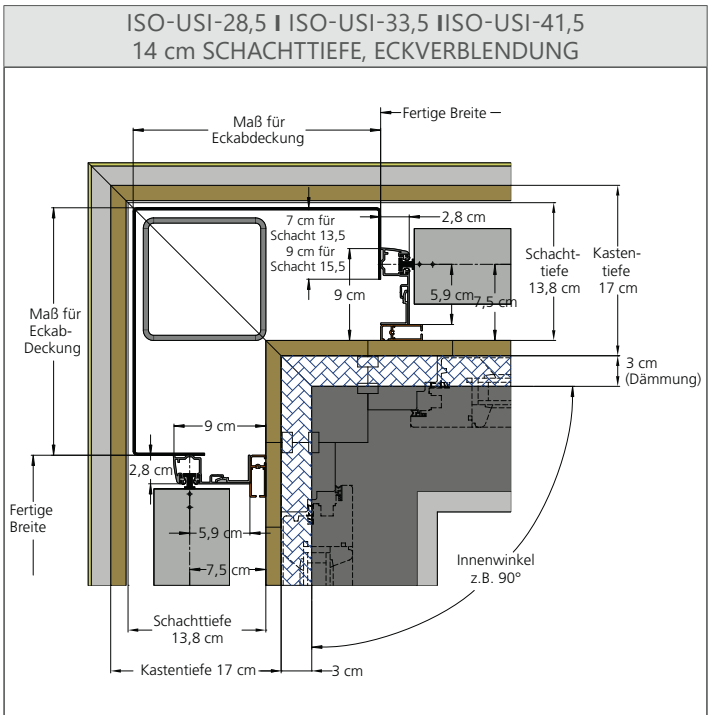 ISO-USI-28,5 I ISO-USI-33,5 IISO-USI-41,5
14 cm SCHACHTTIEFE, ECKVERBLENDUNG
Maß für
Eckabdeckung
Fertige Breite
7 cm für
Schacht 13,5
9 cm für
Schacht 15,5
2,8 cm
9 cm
5,9 cm
7,5 cm
Schacht-
tiefe
13,8 cm
Kasten-
tiefe
17 cm
3 cm
(Dämmung)
Maß für
Eckab-
Deckung
9 cm
2,8 cm
Fertige
Breite
5,9 cm
7,5 cm
Innenwinkel
z.B. 90°
Schachttiefe
13,8 cm
Kastentiefe 17 cm
3 cm